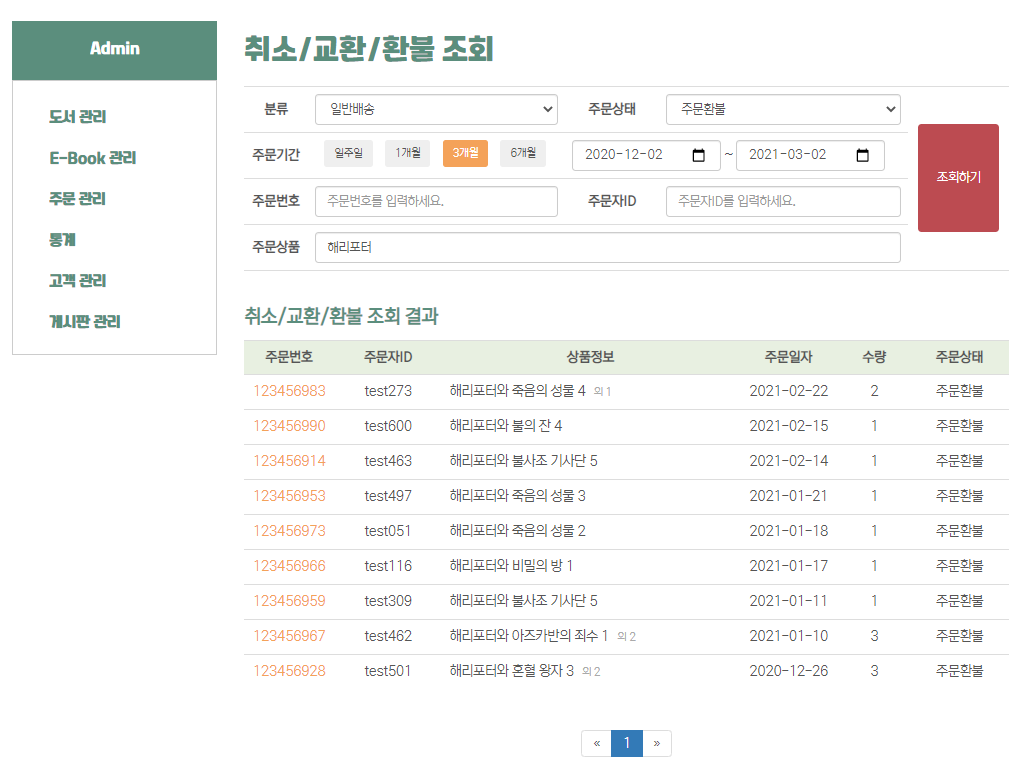 Admin
도서 관리
E-Book 관리
주문 관리
통계
고객 관리
게시판 관리
취소/교환/환불 조회
분류 일반배송 주문상태 주문환불
주문기간 일주일 1개월 3개월 6개월 2020-12-02 ~ 2021-03-02
조회하기
주문번호 주문번호를 입력하세요. 주문자ID 주문자ID를 입력하세요.
주문상품 해리포터
취소/교환/환불 조회 결과
주문번호 주문자ID 상품정보 주문일자 수량 주문상태
123456983 test273 해리포터와 죽음의 성물 4 외 1 2021-02-22 2 주문환불
123456990 test600 해리포터와 불의 잔 4 2021-02-15 1 주문환불
123456914 test463 해리포터와 불사조 기사단 5 2021-02-14 1 주문환불
123456953 test497 해리포터와 죽음의 성물 3 2021-01-21 1 주문환불
123456973 test051 해리포터와 죽음의 성물 2 2021-01-18 1 주문환불
123456966 test116 해리포터와 비밀의 방 1 2021-01-17 1 주문환불
123456959 test309 해리포터와 불사조 기사단 5 2021-01-11 1 주문환불
123456967 test462 해리포터와 아즈카반의 죄수 1 외 2 2021-01-10 3 주문환불
123456928 test501 해리포터와 혼혈 왕자 3 외 2 2020-12-26 3 주문환불
« 1 »